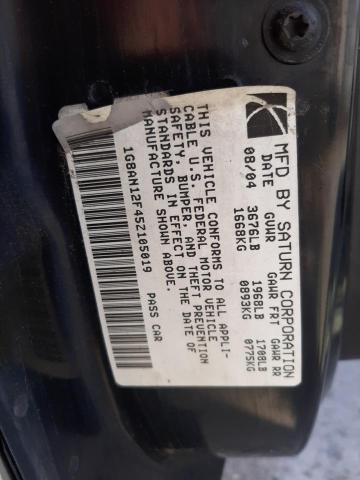 MFD BY SATURN CORPORATION
DATE GVWR GAWR FRT GAWR RR
08/04 3676LB 1968LB 1708LB
1668KG 0893KG 0775KG
THIS VEHICLE CONFORMS TO ALL APPLI-
CABLE U.S. FEDERAL MOTOR VEHICLE
SAFETY, BUMPER, AND THEFT PREVENTION
STANDARDS IN EFFECT ON THE DATE OF
MANUFACTURE SHOWN ABOVE.
1G8AN12F45Z105019 PASS CAR